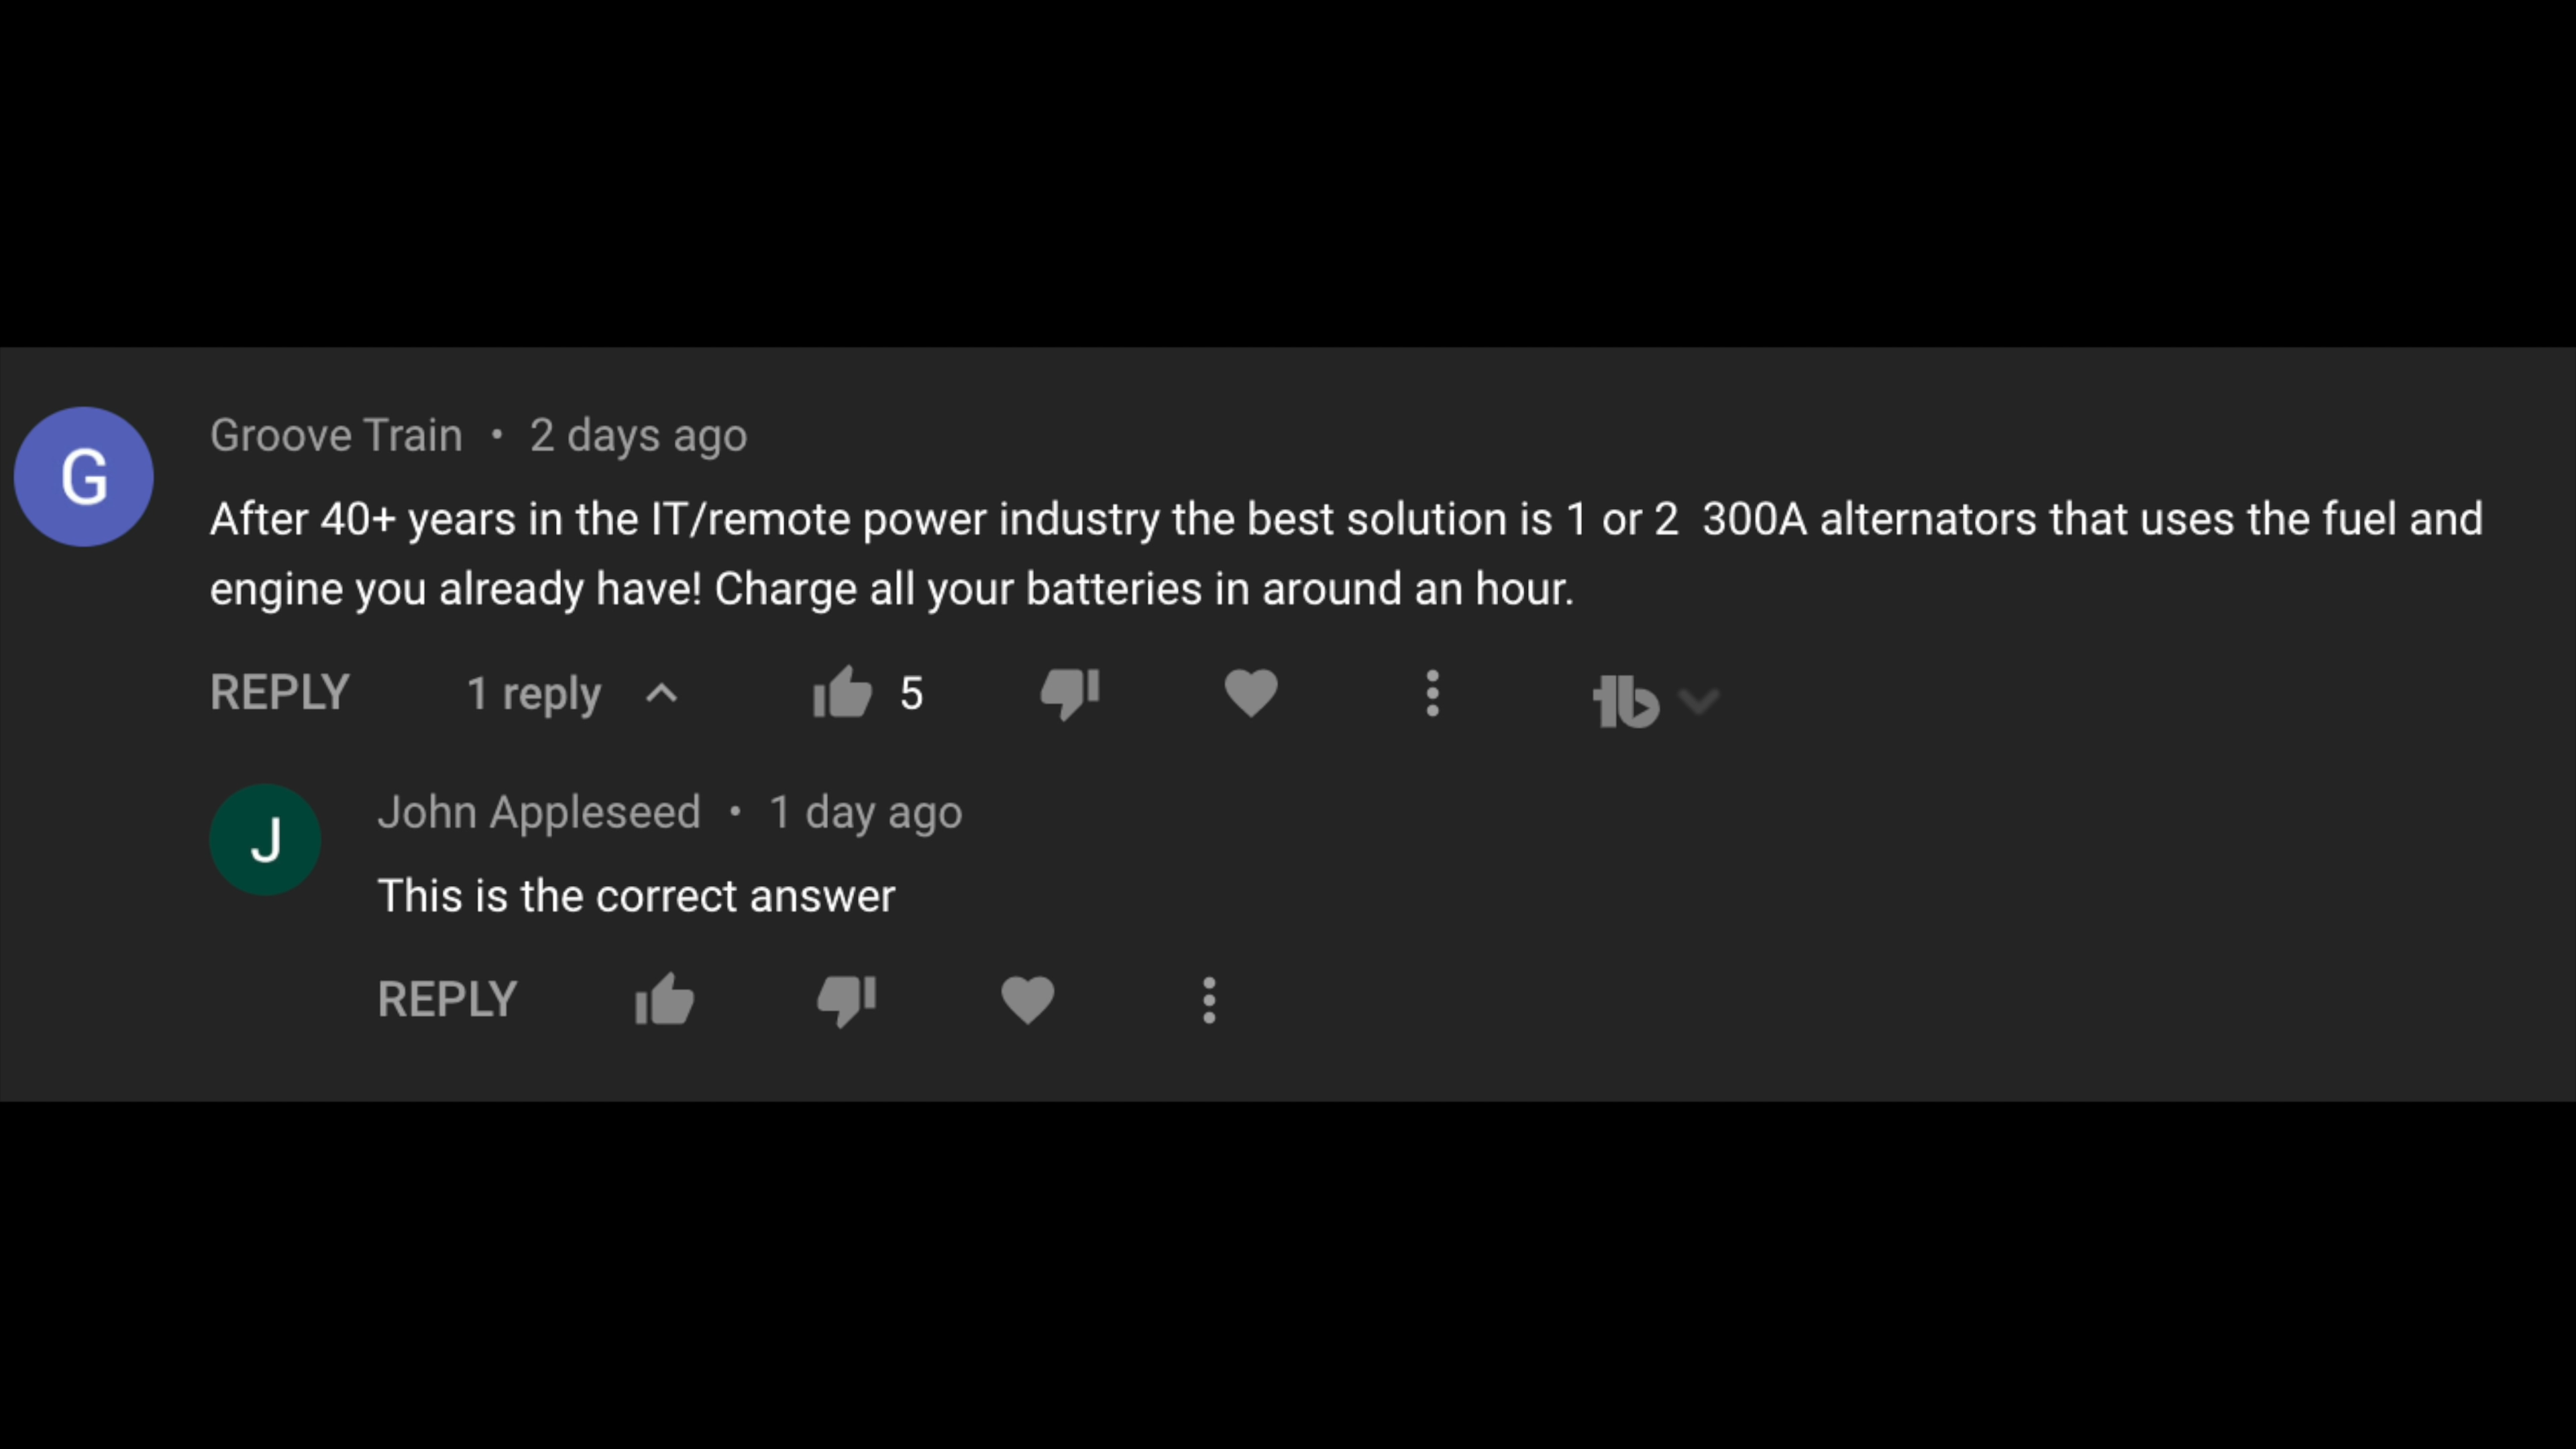 G
Groove Train • 2 days ago
After 40+ years in the IT/remote power industry the best solution is 1 or 2  300A alternators that uses the fuel and
engine you already have! Charge all your batteries in around an hour.
REPLY 1 reply 5 tb
J
John Appleseed • 1 day ago
This is the correct answer
REPLY